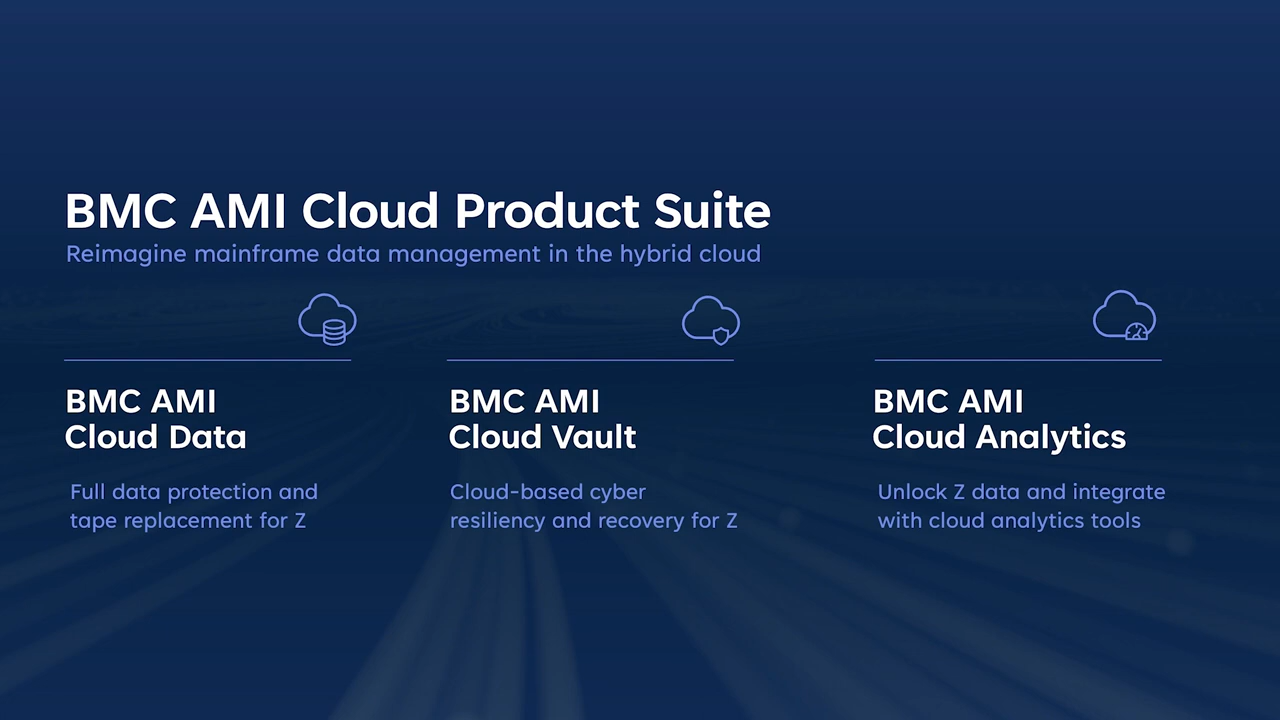 BMC AMI Cloud Product Suite
Reimagine mainframe data management in the hybrid cloud
BMC AMI
Cloud Data
Full data protection and
tape replacement for Z
BMC AMI
Cloud Vault
Cloud-based cyber
resiliency and recovery for Z
BMC AMI
Cloud Analytics
Unlock Z data and integrate
with cloud analytics tools